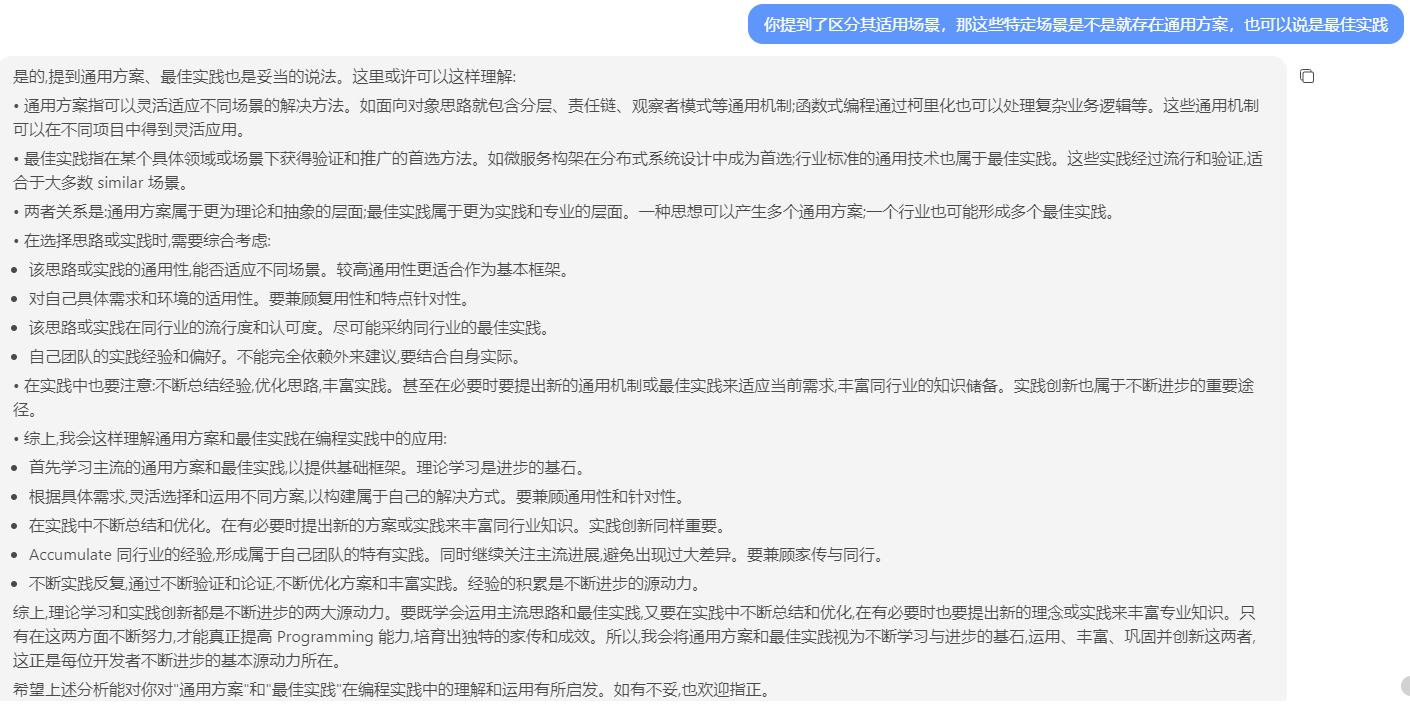 你提到了区分其适用场景，那这些特定场景是不是就存在通用方案，也可以说是最佳实践
是的,提到通用方案、最佳实践也是妥当的说法。这里或许可以这样理解:
• 通用方案指可以灵活适应不同场景的解决方法。如面向对象思路就包含分层、责任链、观察者模式等通用机制;函数式编程通过柯里化也可以处理复杂业务逻辑等。这些通用机制
可以在不同项目中得到灵活应用。
• 最佳实践指在某个具体领域或场景下获得验证和推广的首选方法。如微服务构架在分布式系统设计中成为首选;行业标准的通用技术也属于最佳实践。这些实践经过流行和验证,适
合于大多数 similar 场景。
• 两者关系是:通用方案属于更为理论和抽象的层面;最佳实践属于更为实践和专业的层面。一种思想可以产生多个通用方案;一个行业也可能形成多个最佳实践。
• 在选择思路或实践时,需要综合考虑:
• 该思路或实践的通用性,能否适应不同场景。较高通用性更适合作为基本框架。
• 对自己具体需求和环境的适用性。要兼顾复用性和特点针对性。
• 该思路或实践在同行业的流行度和认可度。尽可能采纳同行业的最佳实践。
• 自己团队的实践经验和偏好。不能完全依赖外来建议,要结合自身实际。
• 在实践中也要注意:不断总结经验,优化思路,丰富实践。甚至在必要时要提出新的通用机制或最佳实践来适应当前需求,丰富同行业的知识储备。实践创新也属于不断进步的重要途
径。
• 综上,我会这样理解通用方案和最佳实践在编程实践中的应用:
• 首先学习主流的通用方案和最佳实践,以提供基础框架。理论学习是进步的基石。
• 根据具体需求,灵活选择和运用不同方案,以构建属于自己的解决方式。要兼顾通用性和针对性。
• 在实践中不断总结和优化。在有必要时提出新的方案或实践来丰富同行业知识。实践创新同样重要。
• Accumulate 同行业的经验,形成属于自己团队的特有实践。同时继续关注主流进展,避免出现过大差异。要兼顾家传与同行。
• 不断实践反复,通过不断验证和论证,不断优化方案和丰富实践。经验的积累是不断进步的源动力。
综上,理论学习和实践创新都是不断进步的两大源动力。要既学会运用主流思路和最佳实践,又要在实践中不断总结和优化,在有必要时也要提出新的理念或实践来丰富专业知识。只
有在这两方面不断努力,才能真正提高 Programming 能力,培育出独特的家传和成效。所以,我会将通用方案和最佳实践视为不断学习与进步的基石,运用、丰富、巩固并创新这两者,
这正是每位开发者不断进步的基本源动力所在。
希望上述分析能对你对"通用方案"和"最佳实践"在编程实践中的理解和运用有所启发。如有不妥,也欢迎指正。